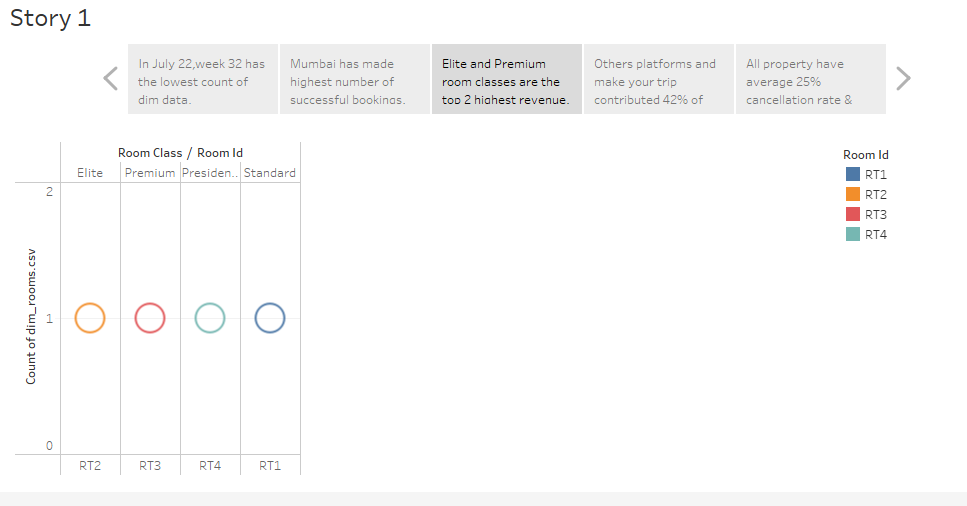 Story 1
In July 22,week 32 has
the lowest count of
dim data.
Mumbai has made
highest number of
successful bookings.
Elite and Premium
room classes are the
top 2 highest revenue.
Others platforms and
make your trip
contributed 42% of
All property have
average 25%
cancellation rate &
Room Class / Room Id
Elite Premium Presiden.. Standard
2
1
0
Count of dim_rooms.csv
RT2 RT3 RT4 RT1
Room Id
RT1
RT2
RT3
RT4